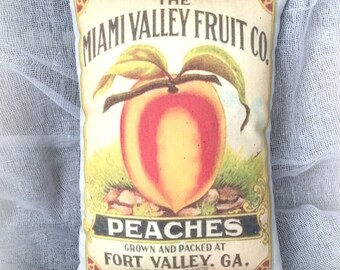 THE
MIAMI VALLEY FRUIT CO.
PEACHES
GROWN AND PACKED AT
FORT VALLEY, GA.